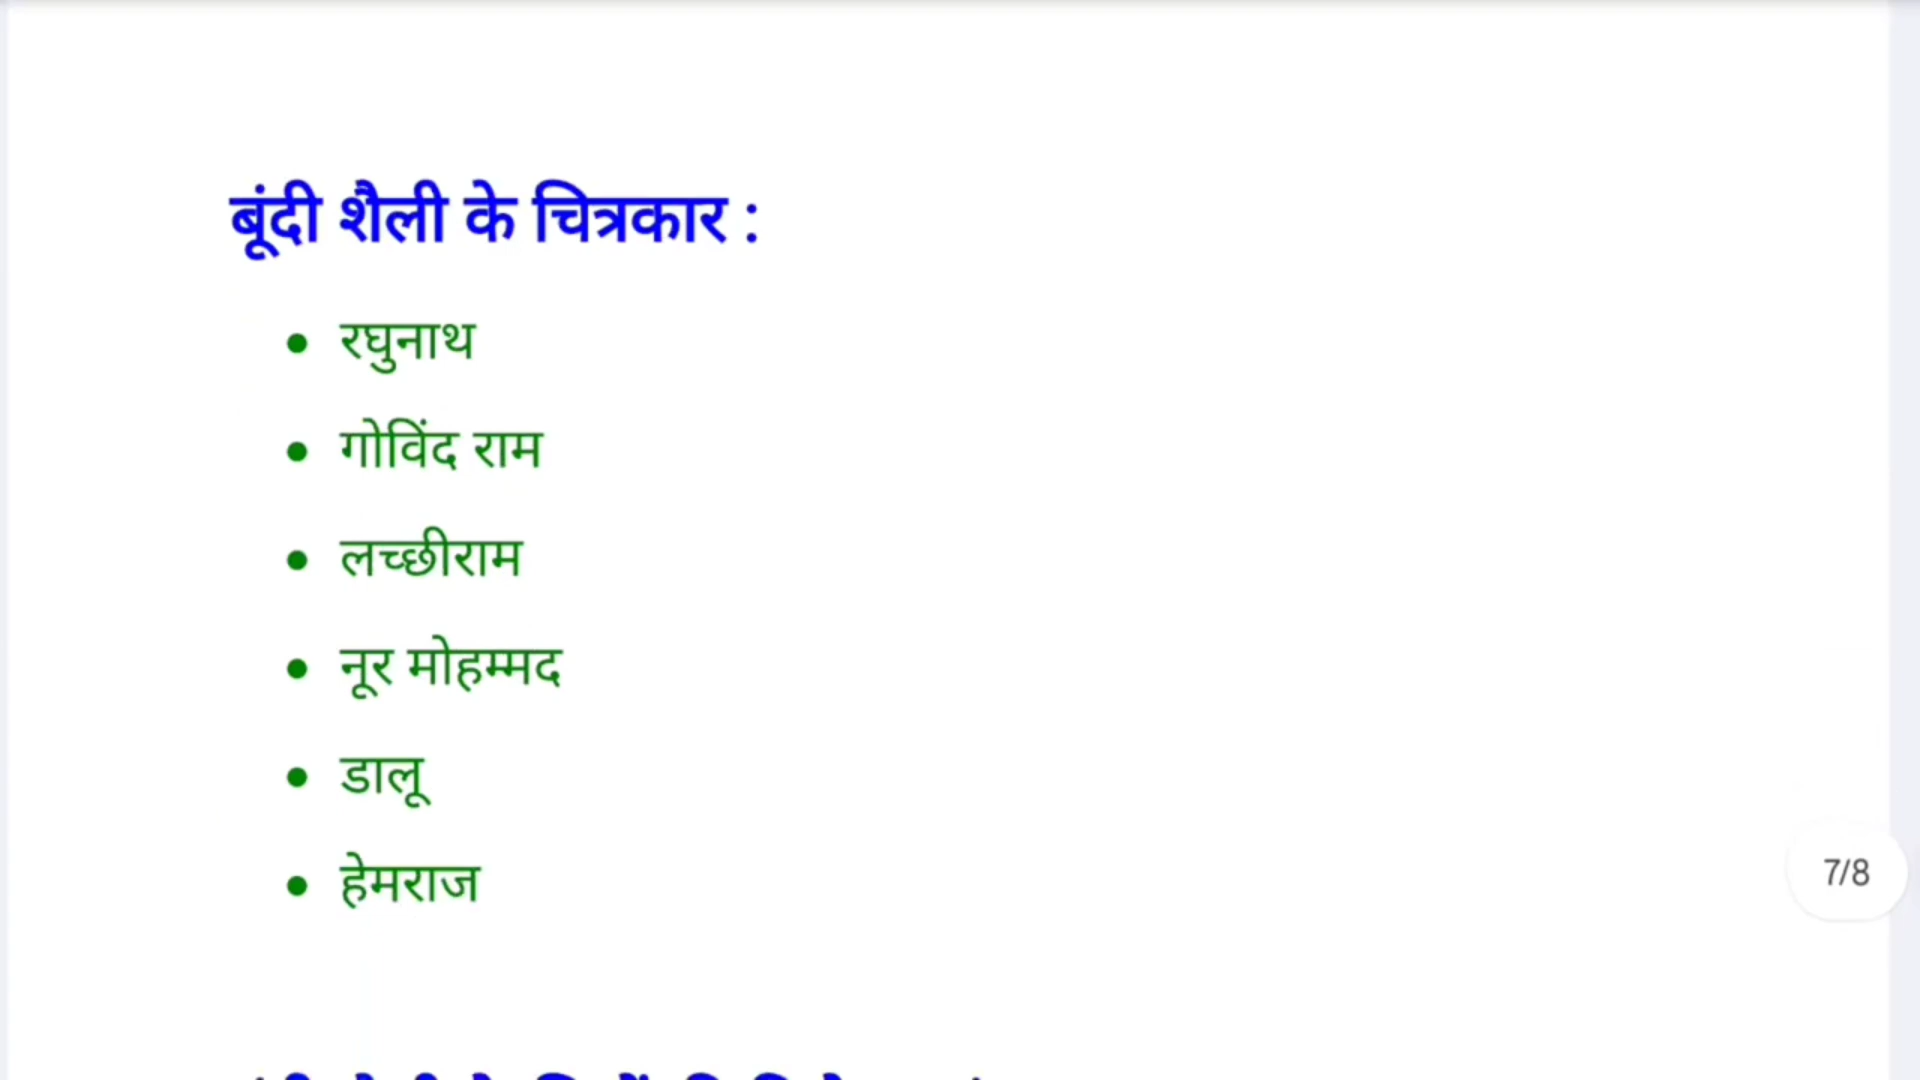 बूंदी शैली के चित्रकार :
• रघुनाथ
• गोविंद राम
• लच्छीराम
• नूर मोहम्मद
• डालू
• हेमराज
7/8